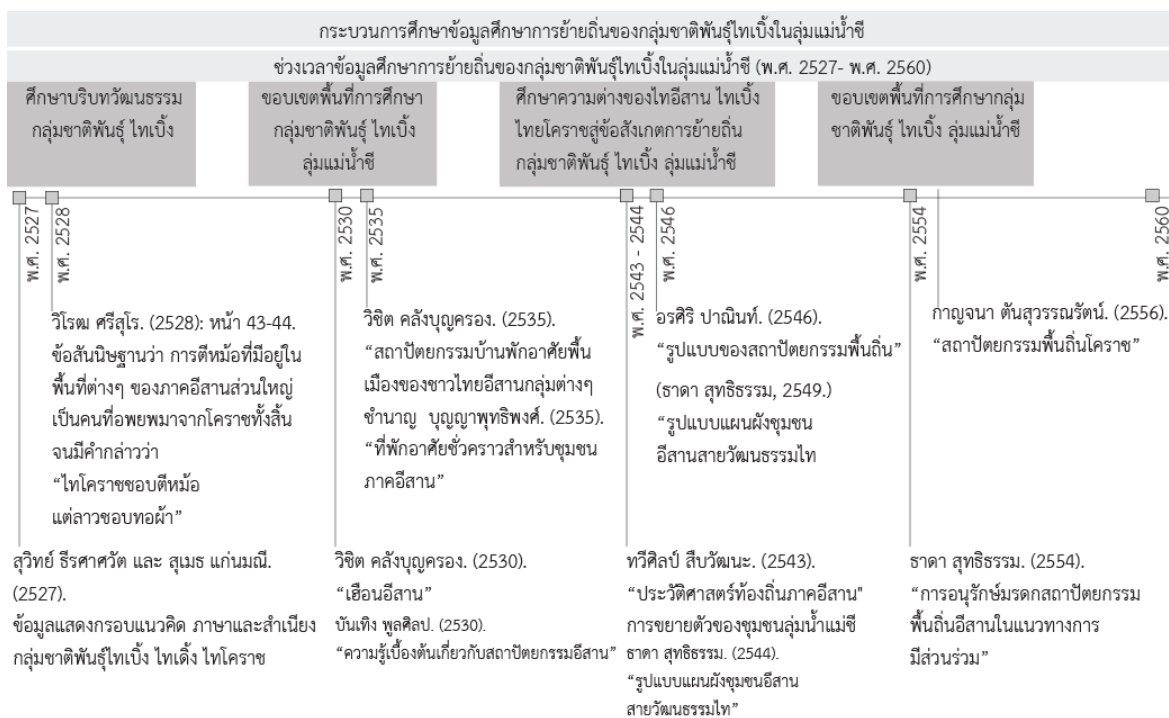 กระบวนการศึกษาข้อมูลศึกษาการย้ายถิ่นของกลุ่มชาติพันธุ์ไทเบิ้งในลุ่มแม่น้ำชี
ช่วงเวลาข้อมูลศึกษาการย้ายถิ่นของกลุ่มชาติพันธุ์ไทเบิ้งในลุ่มแม่น้ำชี (พ.ศ. 2527- พ.ศ. 2560)
ศึกษาบริบทวัฒนธรรม
กลุ่มชาติพันธุ์ ไทเบิ้ง
ขอบเขตพื้นที่การศึกษา
กลุ่มชาติพันธุ์ ไทเบิ้ง
ลุ่มแม่น้ำชี
ศึกษาความต่างของไทอีสาน ไทเบิ้ง
ไทยโคราชสู่ข้อสังเกตการย้ายถิ่น
กลุ่มชาติพันธุ์ ไทเบิ้ง ลุ่มแม่น้ำชี
ขอบเขตพื้นที่การศึกษากลุ่ม
ชาติพันธุ์ ไทเบิ้ง ลุ่มแม่น้ำชี
พ.ศ. 2527
พ.ศ. 2528
พ.ศ. 2530
พ.ศ. 2535
พ.ศ. 2543 - 2544
พ.ศ. 2546
พ.ศ. 2554
พ.ศ. 2560
วิโรฒ ศรีสุโร. (2528): หน้า 43-44.
ข้อสันนิษฐานว่า การตีหม้อที่มีอยู่ใน
พื้นที่ต่างๆ ของภาคอีสานส่วนใหญ่
เป็นคนที่อพยพมาจากโคราชทั้งสิ้น
จนมีคำกล่าวว่า
“ไทโคราชชอบตีหม้อ
แต่ลาวชอบทอผ้า”
วิชิต คลังบุญครอง. (2535).
“สถาปัตยกรรมบ้านพักอาศัยพื้น
เมืองของชาวไทยอีสานกลุ่มต่างๆ
ชำนาญ บุญญาพุทธิพงศ์. (2535).
“ที่พักอาศัยชั่วคราวสำหรับชุมชน
ภาคอีสาน”
อรศิริ ปาณินท์. (2546).
“รูปแบบของสถาปัตยกรรมพื้นถิ่น”
(ธาดา สุทธิธรรม, 2549.)
“รูปแบบแผนผังชุมชน
อีสานสายวัฒนธรรมไท
กาญจนา ตันสุวรรณรัตน์. (2556).
“สถาปัตยกรรมพื้นถิ่นโคราช”
สุวิทย์ ธีรศาศวัต และ สุเมธ แก่นมณี.
(2527).
ข้อมูลแสดงกรอบแนวคิด ภาษาและสำเนียง
กลุ่มชาติพันธุ์ไทเบิ้ง ไทเดิ้ง ไทโคราช
วิชิต คลังบุญครอง. (2530).
“เฮือนอีสาน”
บันเทิง พูลศิลป. (2530).
“ความรู้เบื้องต้นเกี่ยวกับสถาปัตยกรรมอีสาน”
ทวีศิลป์ สืบวัฒนะ. (2543).
“ประวัติศาสตร์ท้องถิ่นภาคอีสาน"
การขยายตัวของชุมชนลุ่มน้ำแม่ชี
ธาดา สุทธิธรรม. (2544).
“รูปแบบแผนผังชุมชนอีสาน
สายวัฒนธรรมไท”
ธาดา สุทธิธรรม. (2554).
“การอนุรักษ์มรดกสถาปัตยกรรม
พื้นถิ่นอีสานในแนวทางการ
มีส่วนร่วม”